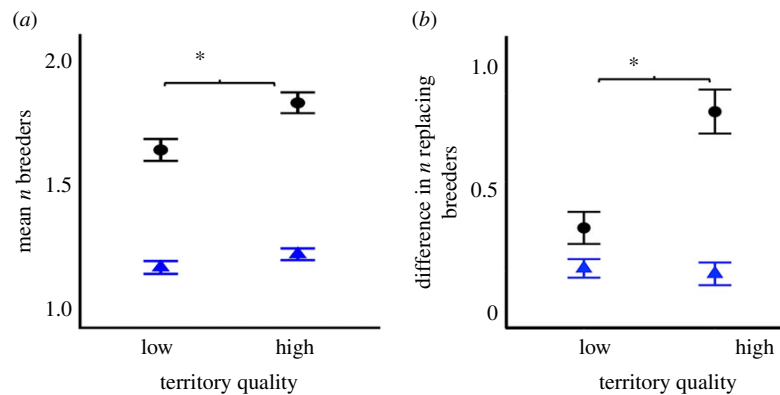 (a)
2.0
*
1.5
1.0
mean n breeders
low
high
territory quality
(b)
1.0
*
0.5
0
difference in n replacing
breeders
low
high
territory quality